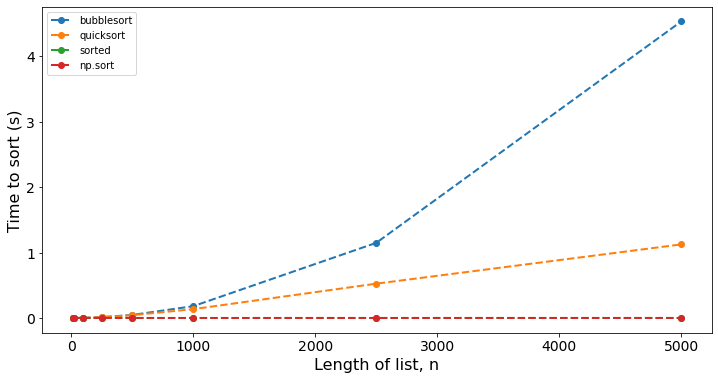 bubblesort
quicksort
sorted
np.sort
4
3
2
1
0
Time to sort (s)
0 1000 2000 3000 4000 5000
Length of list, n